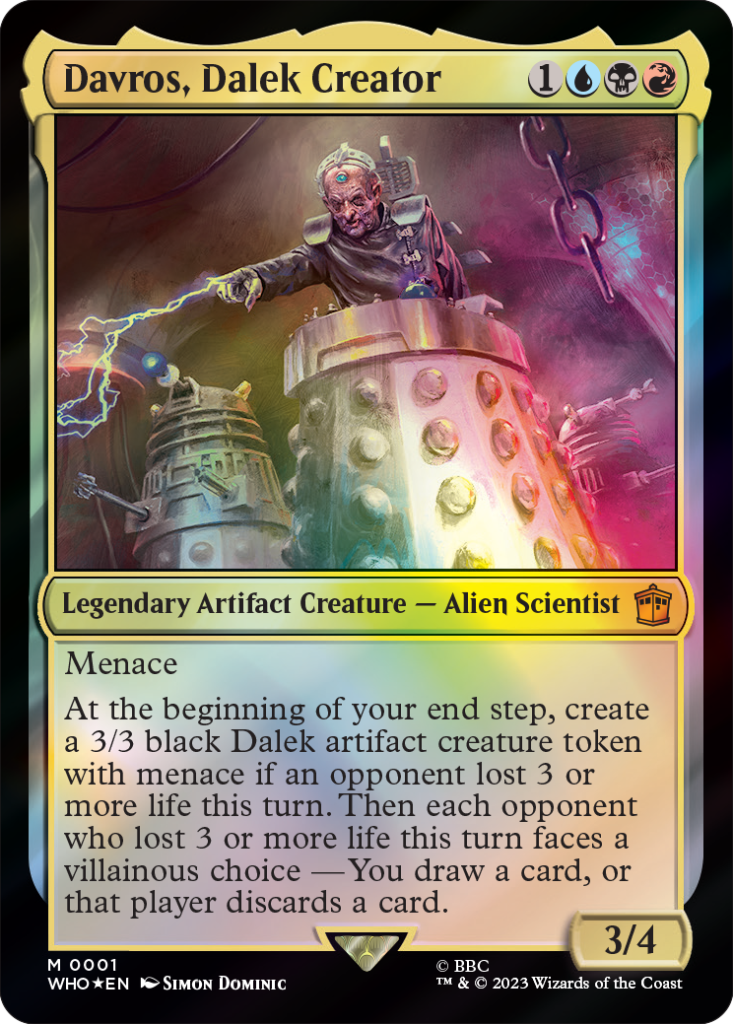 Davros, Dalek Creator 1
Legendary Artifact Creature — Alien Scientist
Menace
At the beginning of your end step, create
a 3/3 black Dalek artifact creature token
with menace if an opponent lost 3 or
more life this turn. Then each opponent
who lost 3 or more life this turn faces a
villainous choice — You draw a card, or
that player discards a card.
3/4
M 0001
WHO★EN Simon Dominic
© BBC
™ & © 2023 Wizards of the Coast